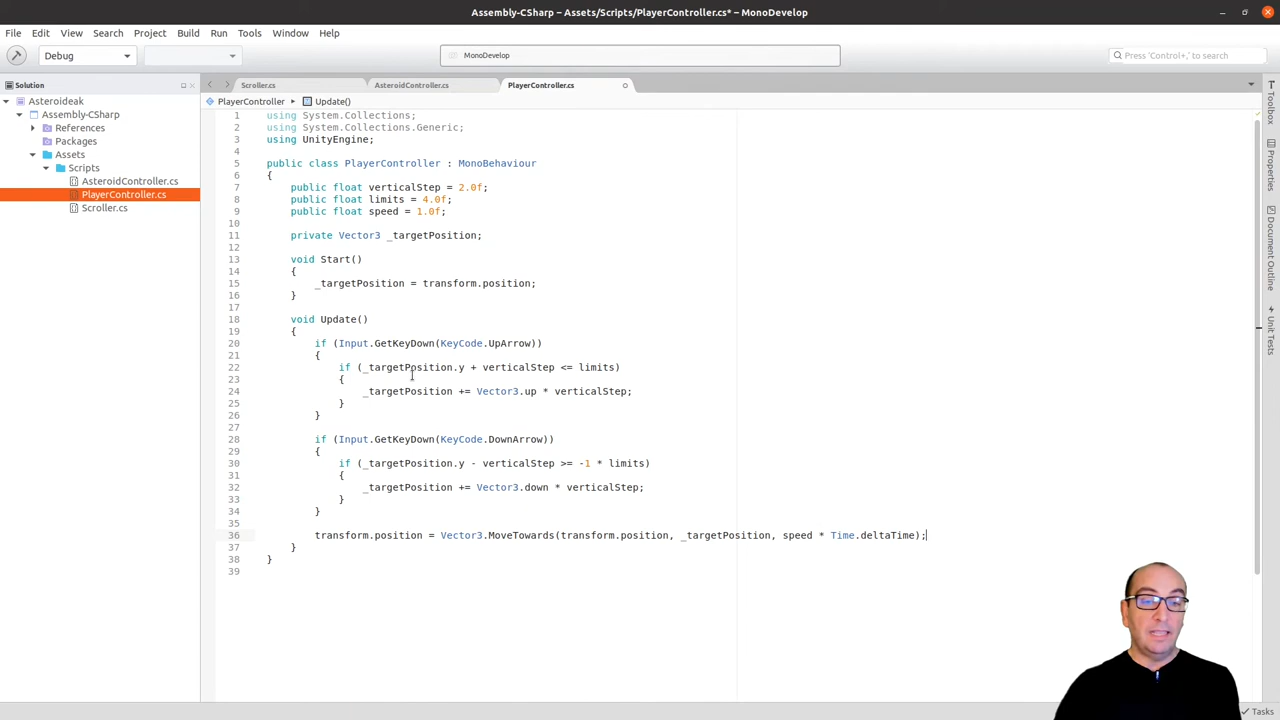 Assembly-CSharp – Assets/Scripts/PlayerController.cs* – MonoDevelop
File Edit View Search Project Build Run Tools Window Help
Debug
MonoDevelop
Press 'Control+,' to search
Solution
Scroller.cs
AsteroidController.cs
PlayerController.cs
Asteroideak
Assembly-CSharp
References
Packages
Assets
Scripts
AsteroidController.cs
PlayerController.cs
Scroller.cs
PlayerController
Update()
1 using System.Collections;
2 using System.Collections.Generic;
3 using UnityEngine;
4
5 public class PlayerController : MonoBehaviour
6 {
7 public float verticalStep = 2.0f;
8 public float limits = 4.0f;
9 public float speed = 1.0f;
10
11 private Vector3 _targetPosition;
12
13 void Start()
14 {
15 _targetPosition = transform.position;
16 }
17
18 void Update()
19 {
20 if (Input.GetKeyDown(KeyCode.UpArrow))
21 {
22 if (_targetPosition.y + verticalStep <= limits)
23 {
24 _targetPosition += Vector3.up * verticalStep;
25 }
26 }
27
28 if (Input.GetKeyDown(KeyCode.DownArrow))
29 {
30 if (_targetPosition.y - verticalStep >= -1 * limits)
31 {
32 _targetPosition += Vector3.down * verticalStep;
33 }
34 }
35
36 transform.position = Vector3.MoveTowards(transform.position, _targetPosition, speed * Time.deltaTime);
37 }
38 }
39
Toolbox
Properties
Document Outline
Unit Tests
Tasks